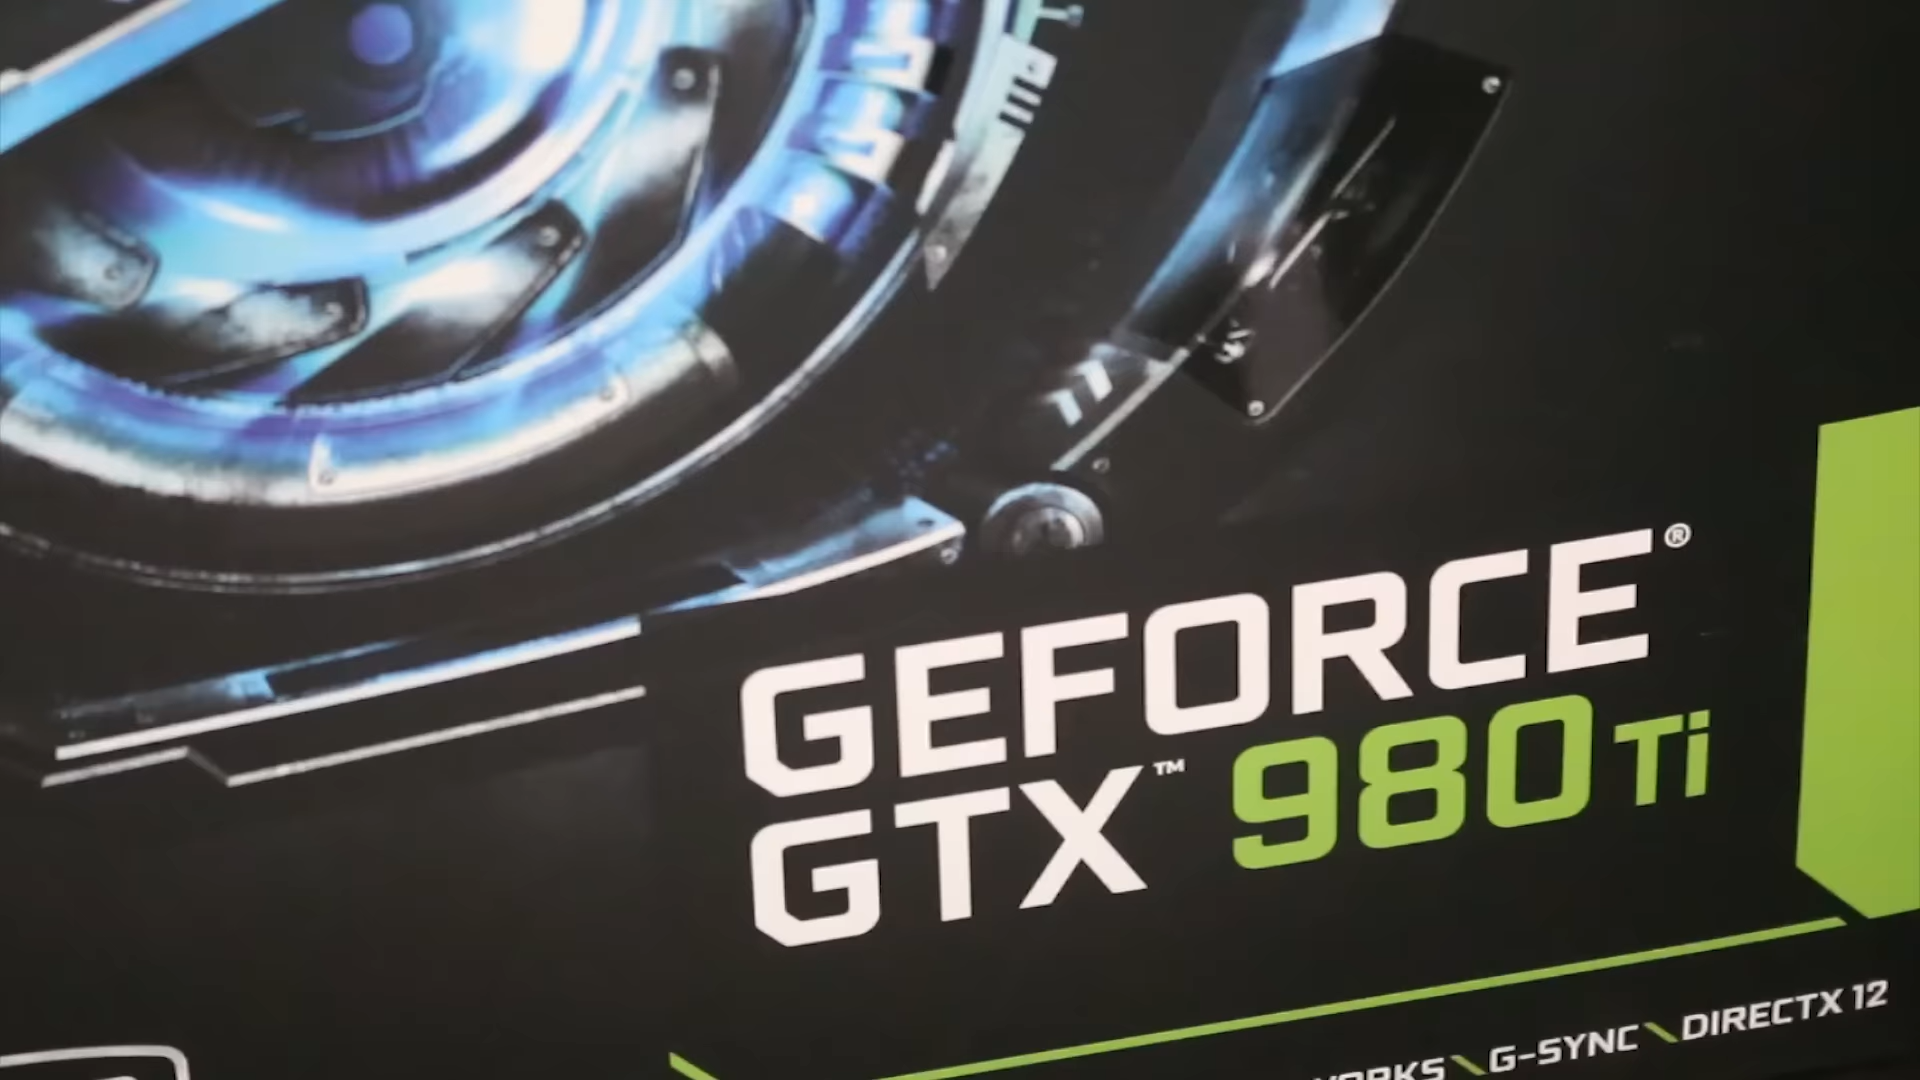 GEFORCE®
GTX™ 980 Ti
G-SYNC \ DIRECTX 12